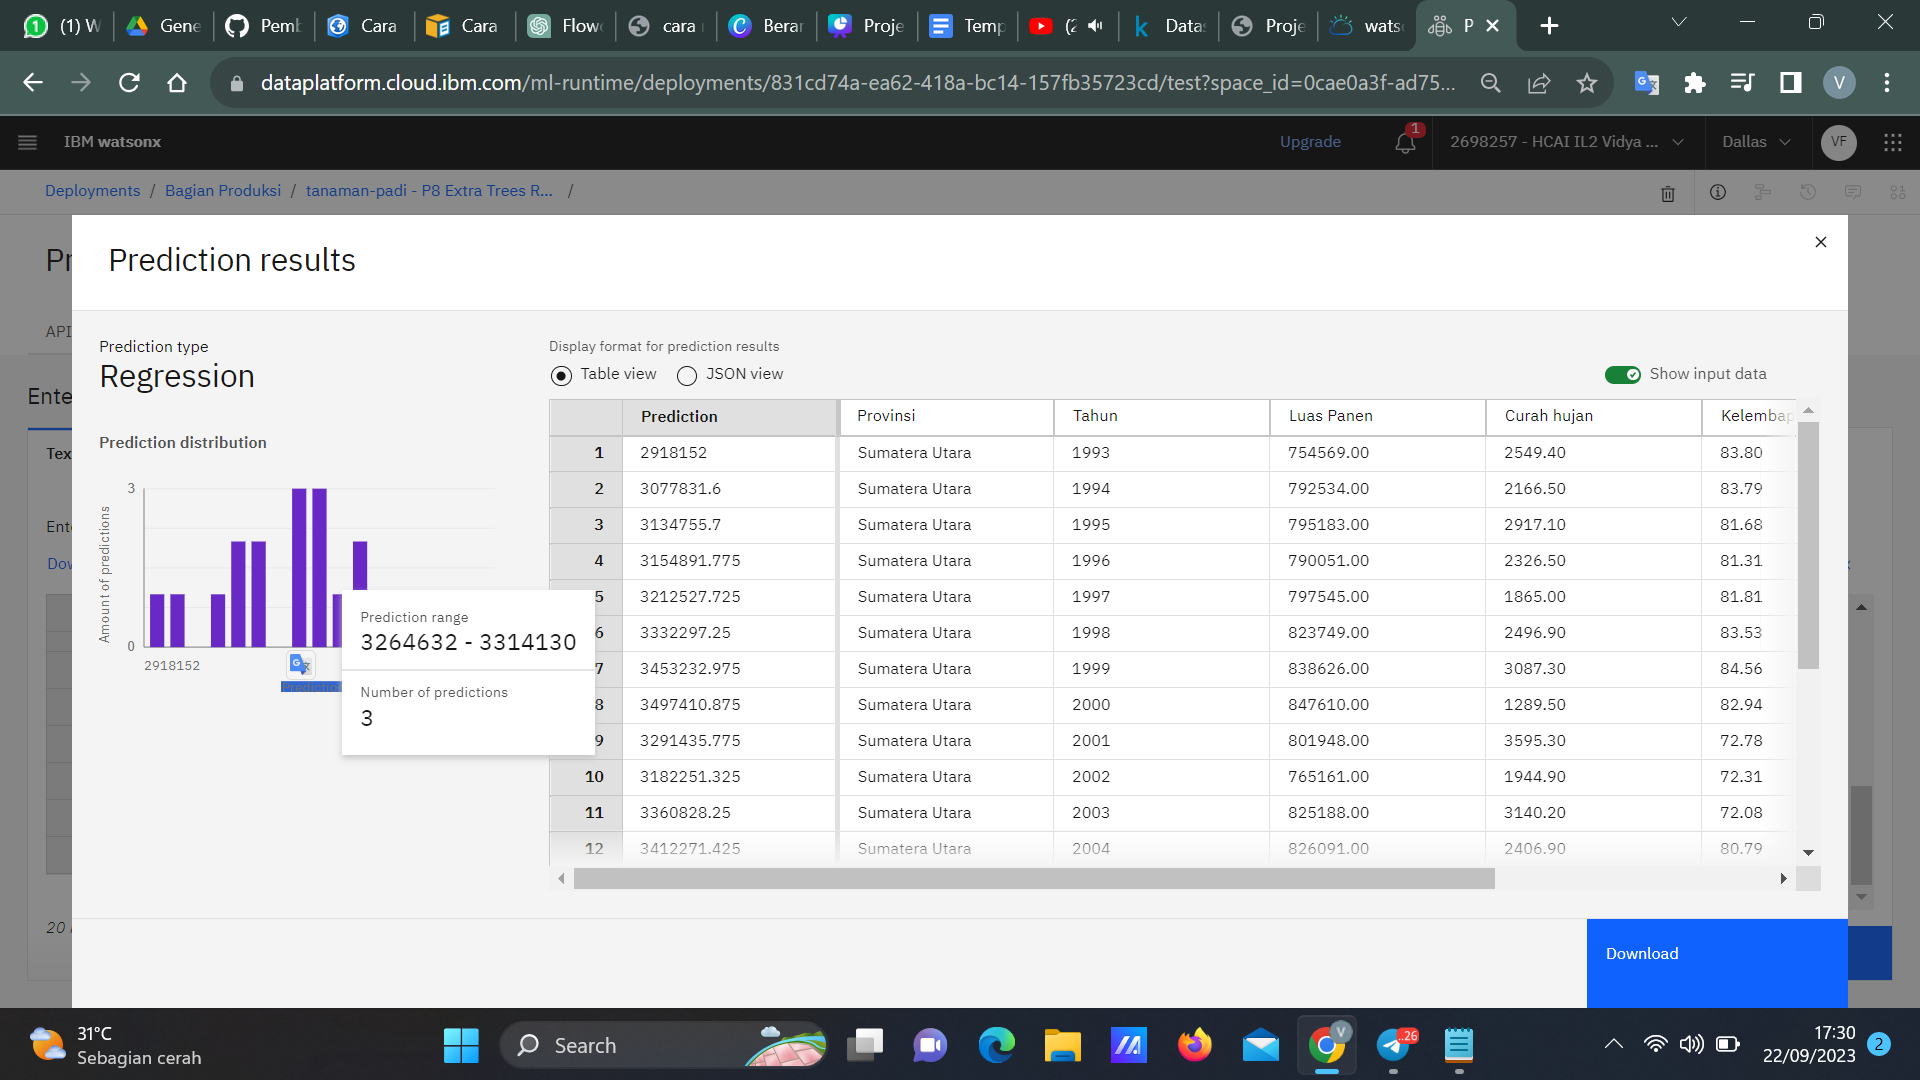 (1) W
Gene
Pemb
Cara
Cara
Flow
cara r
Berar
Proje
Temp
(2
Datas
Proje
wats
P
dataplatform.cloud.ibm.com/ml-runtime/deployments/831cd74a-ea62-418a-bc14-157fb35723cd/test?space_id=0cae0a3f-ad75...
V
IBM watsonx
Upgrade
1
2698257 - HCAI IL2 Vidya ...
Dallas
VF
Deployments / Bagian Produksi / tanaman-padi - P8 Extra Trees R... /
Pr
Prediction results
API
Ente
Tex
Ent
Dov
20
Prediction type
Regression
Prediction distribution
Amount of predictions
3
0
2918152
Prediction range
3264632 - 3314130
Number of predictions
3
Display format for prediction results
Table view
JSON view
Show input data
Prediction Provinsi Tahun Luas Panen Curah hujan Kelembap
1 2918152 Sumatera Utara 1993 754569.00 2549.40 83.80
2 3077831.6 Sumatera Utara 1994 792534.00 2166.50 83.79
3 3134755.7 Sumatera Utara 1995 795183.00 2917.10 81.68
4 3154891.775 Sumatera Utara 1996 790051.00 2326.50 81.31
5 3212527.725 Sumatera Utara 1997 797545.00 1865.00 81.81
6 3332297.25 Sumatera Utara 1998 823749.00 2496.90 83.53
7 3453232.975 Sumatera Utara 1999 838626.00 3087.30 84.56
8 3497410.875 Sumatera Utara 2000 847610.00 1289.50 82.94
9 3291435.775 Sumatera Utara 2001 801948.00 3595.30 72.78
10 3182251.325 Sumatera Utara 2002 765161.00 1944.90 72.31
11 3360828.25 Sumatera Utara 2003 825188.00 3140.20 72.08
12 3412271.425 Sumatera Utara 2004 826091.00 2406.90 80.79
Download
31°C
Sebagian cerah
Search
V
..26
17:30
22/09/2023
2